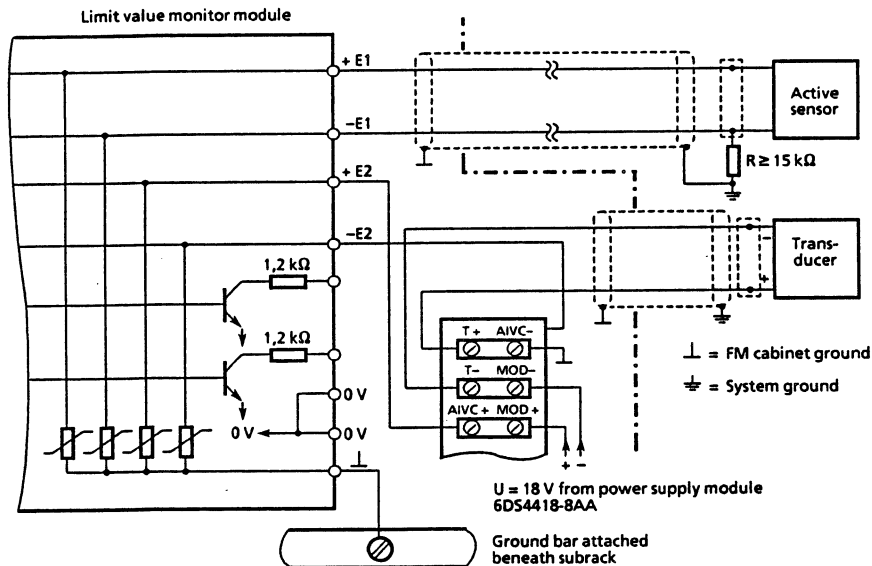 Limit value monitor module
+ E1
−E1
+ E2
−E2
1,2 kΩ
1,2 kΩ
0 V
0 V
0 V
Active
sensor
R ≥ 15 kΩ
Trans-
ducer
−
+
T + AIVC−
T− MOD−
AIVC + MOD +
+ −
= FM cabinet ground
= System ground
U = 18 V from power supply module
6DS4418-8AA
Ground bar attached
beneath subrack